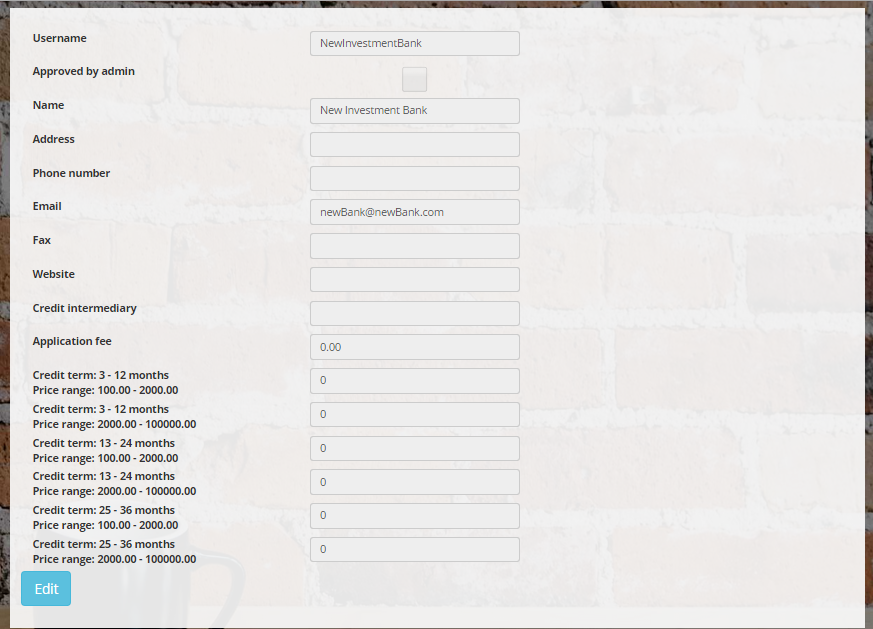 Username
NewInvestmentBank
Approved by admin
Name
New Investment Bank
Address
Phone number
Email
newBank@newBank.com
Fax
Website
Credit intermediary
Application fee
0.00
Credit term: 3 - 12 months
Price range: 100.00 - 2000.00
0
Credit term: 3 - 12 months
Price range: 2000.00 - 100000.00
0
Credit term: 13 - 24 months
Price range: 100.00 - 2000.00
0
Credit term: 13 - 24 months
Price range: 2000.00 - 100000.00
0
Credit term: 25 - 36 months
Price range: 100.00 - 2000.00
0
Credit term: 25 - 36 months
Price range: 2000.00 - 100000.00
0
Edit